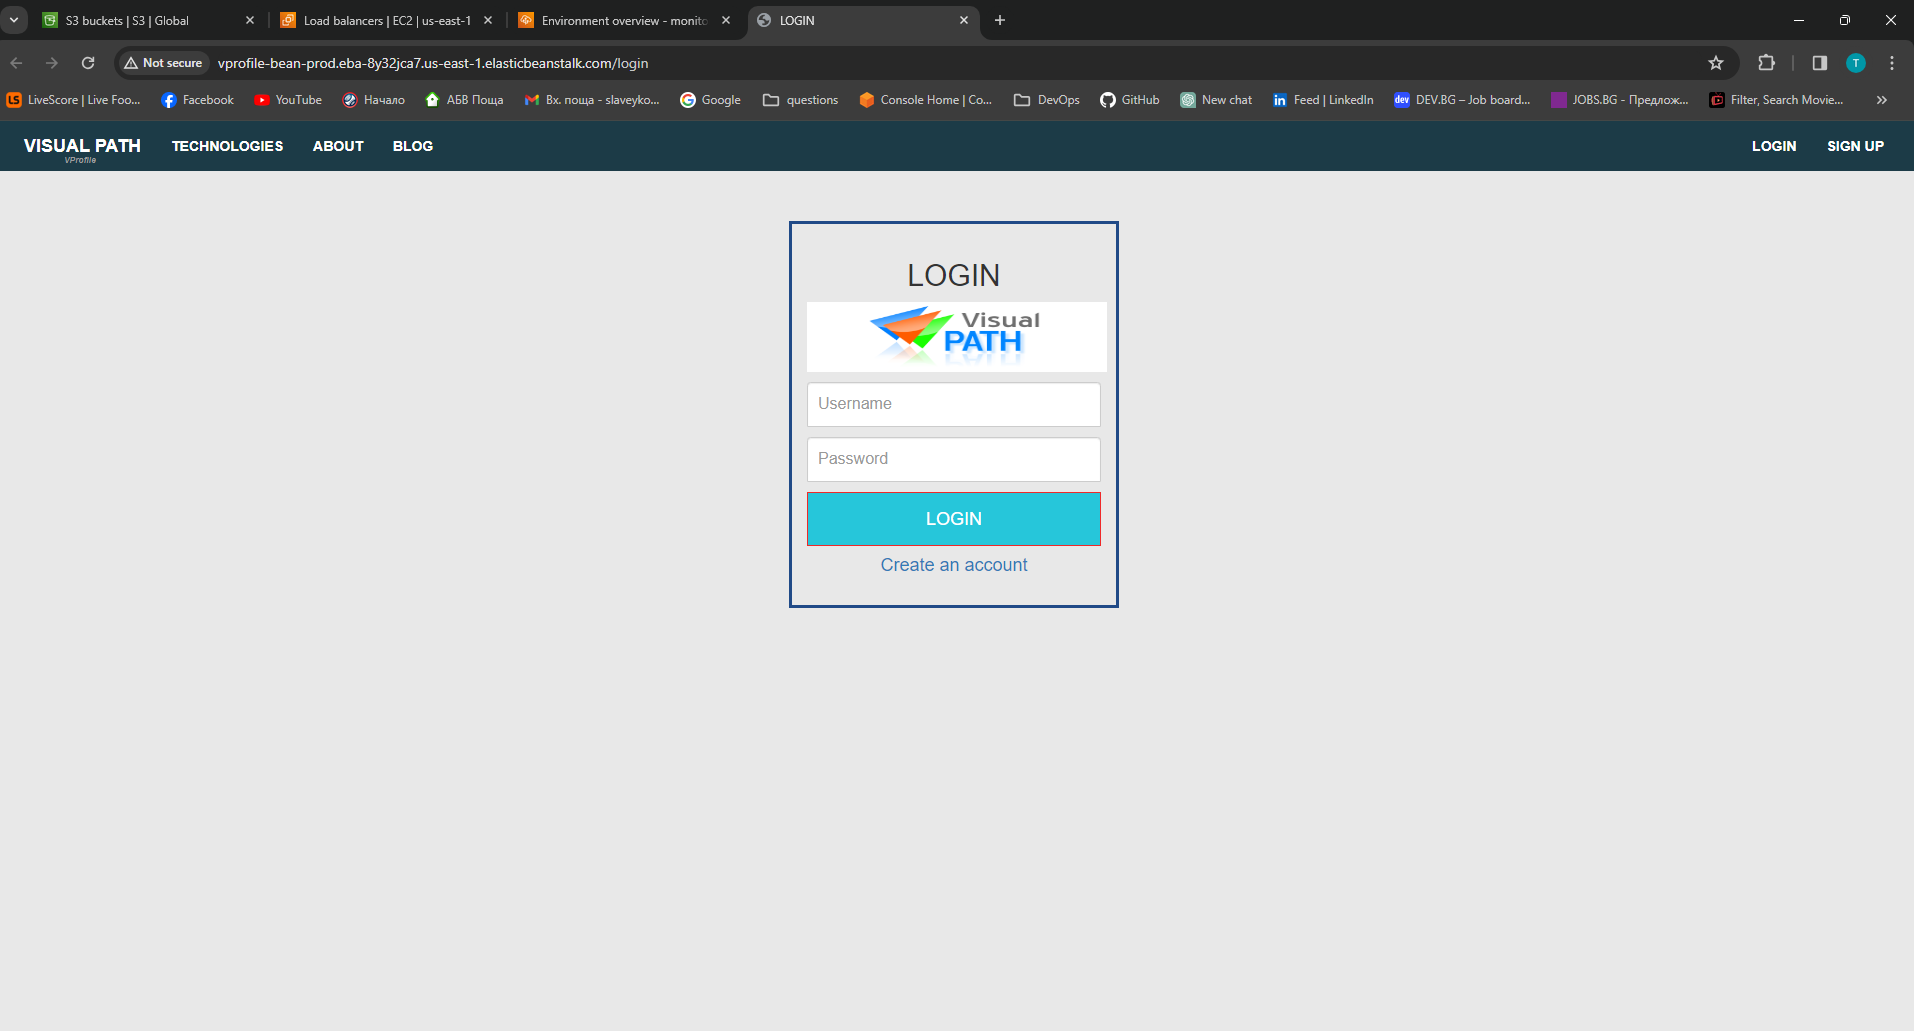 S3 buckets | S3 | Global
Load balancers | EC2 | us-east-1
Environment overview - monito
LOGIN
Not secure
vprofile-bean-prod.eba-8y32jca7.us-east-1.elasticbeanstalk.com/login
T
LS
LiveScore | Live Foo...
Facebook
YouTube
Начало
АБВ Поща
Вх. поща - slaveyko...
Google
questions
Console Home | Co...
DevOps
GitHub
New chat
in
Feed | LinkedIn
dev
DEV.BG – Job board...
JOBS.BG - Предлож...
Filter, Search Movie...
VISUAL PATH
VProfile
TECHNOLOGIES
ABOUT
BLOG
LOGIN
SIGN UP
LOGIN
Visual
PATH
Username
Password
LOGIN
Create an account